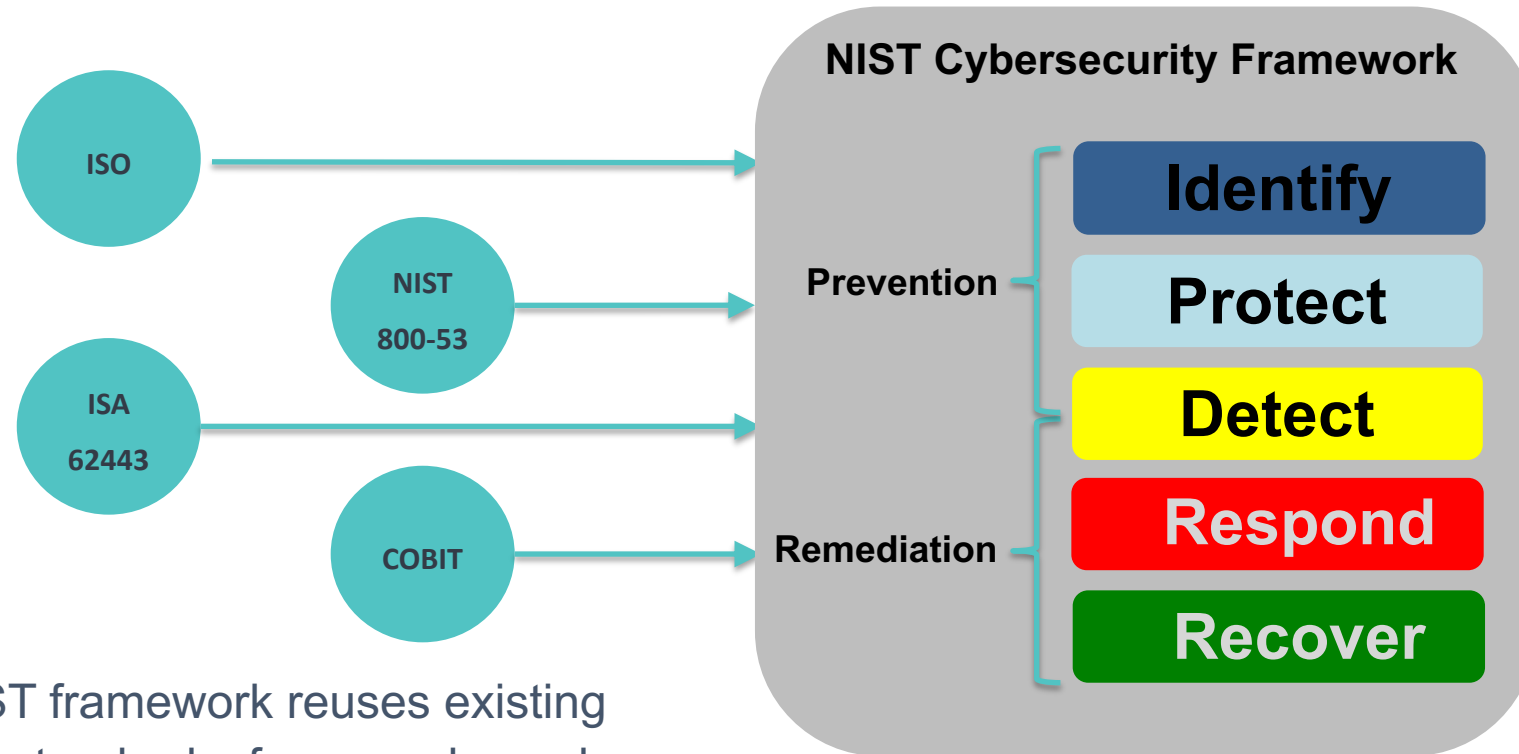 NIST Cybersecurity Framework
ISO
NIST
800-53
ISA
62443
COBIT
Prevention
Remediation
Identify
Protect
Detect
Respond
Recover
ST framework reuses existing